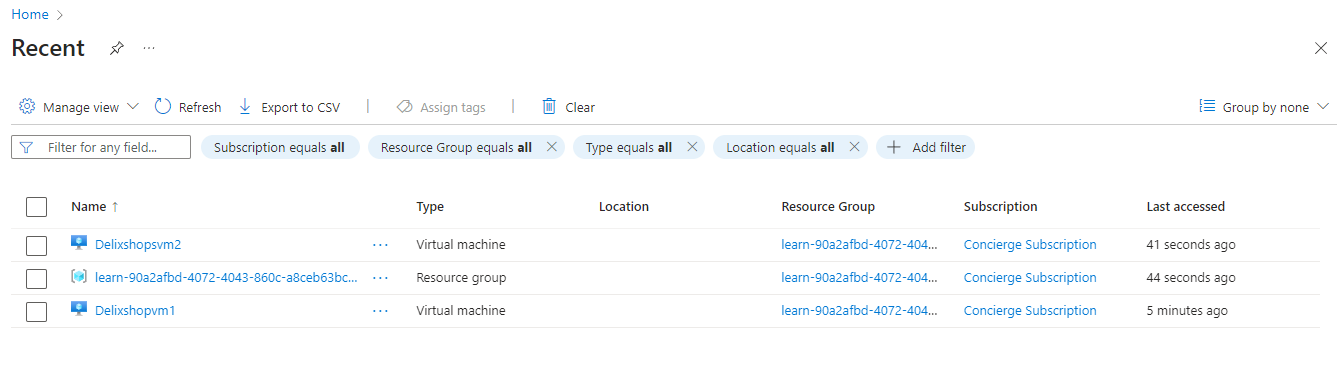 Home
Recent
Manage view Refresh Export to CSV Assign tags Clear Group by none
Filter for any field... Subscription equals all Resource Group equals all Type equals all Location equals all Add filter
Name Type Location Resource Group Subscription Last accessed
Delixshopsvm2 Virtual machine learn-90a2afbd-4072-404... Concierge Subscription 41 seconds ago
learn-90a2afbd-4072-4043-860c-a8ceb63bc... Resource group learn-90a2afbd-4072-404... Concierge Subscription 44 seconds ago
Delixshopvm1 Virtual machine learn-90a2afbd-4072-404... Concierge Subscription 5 minutes ago